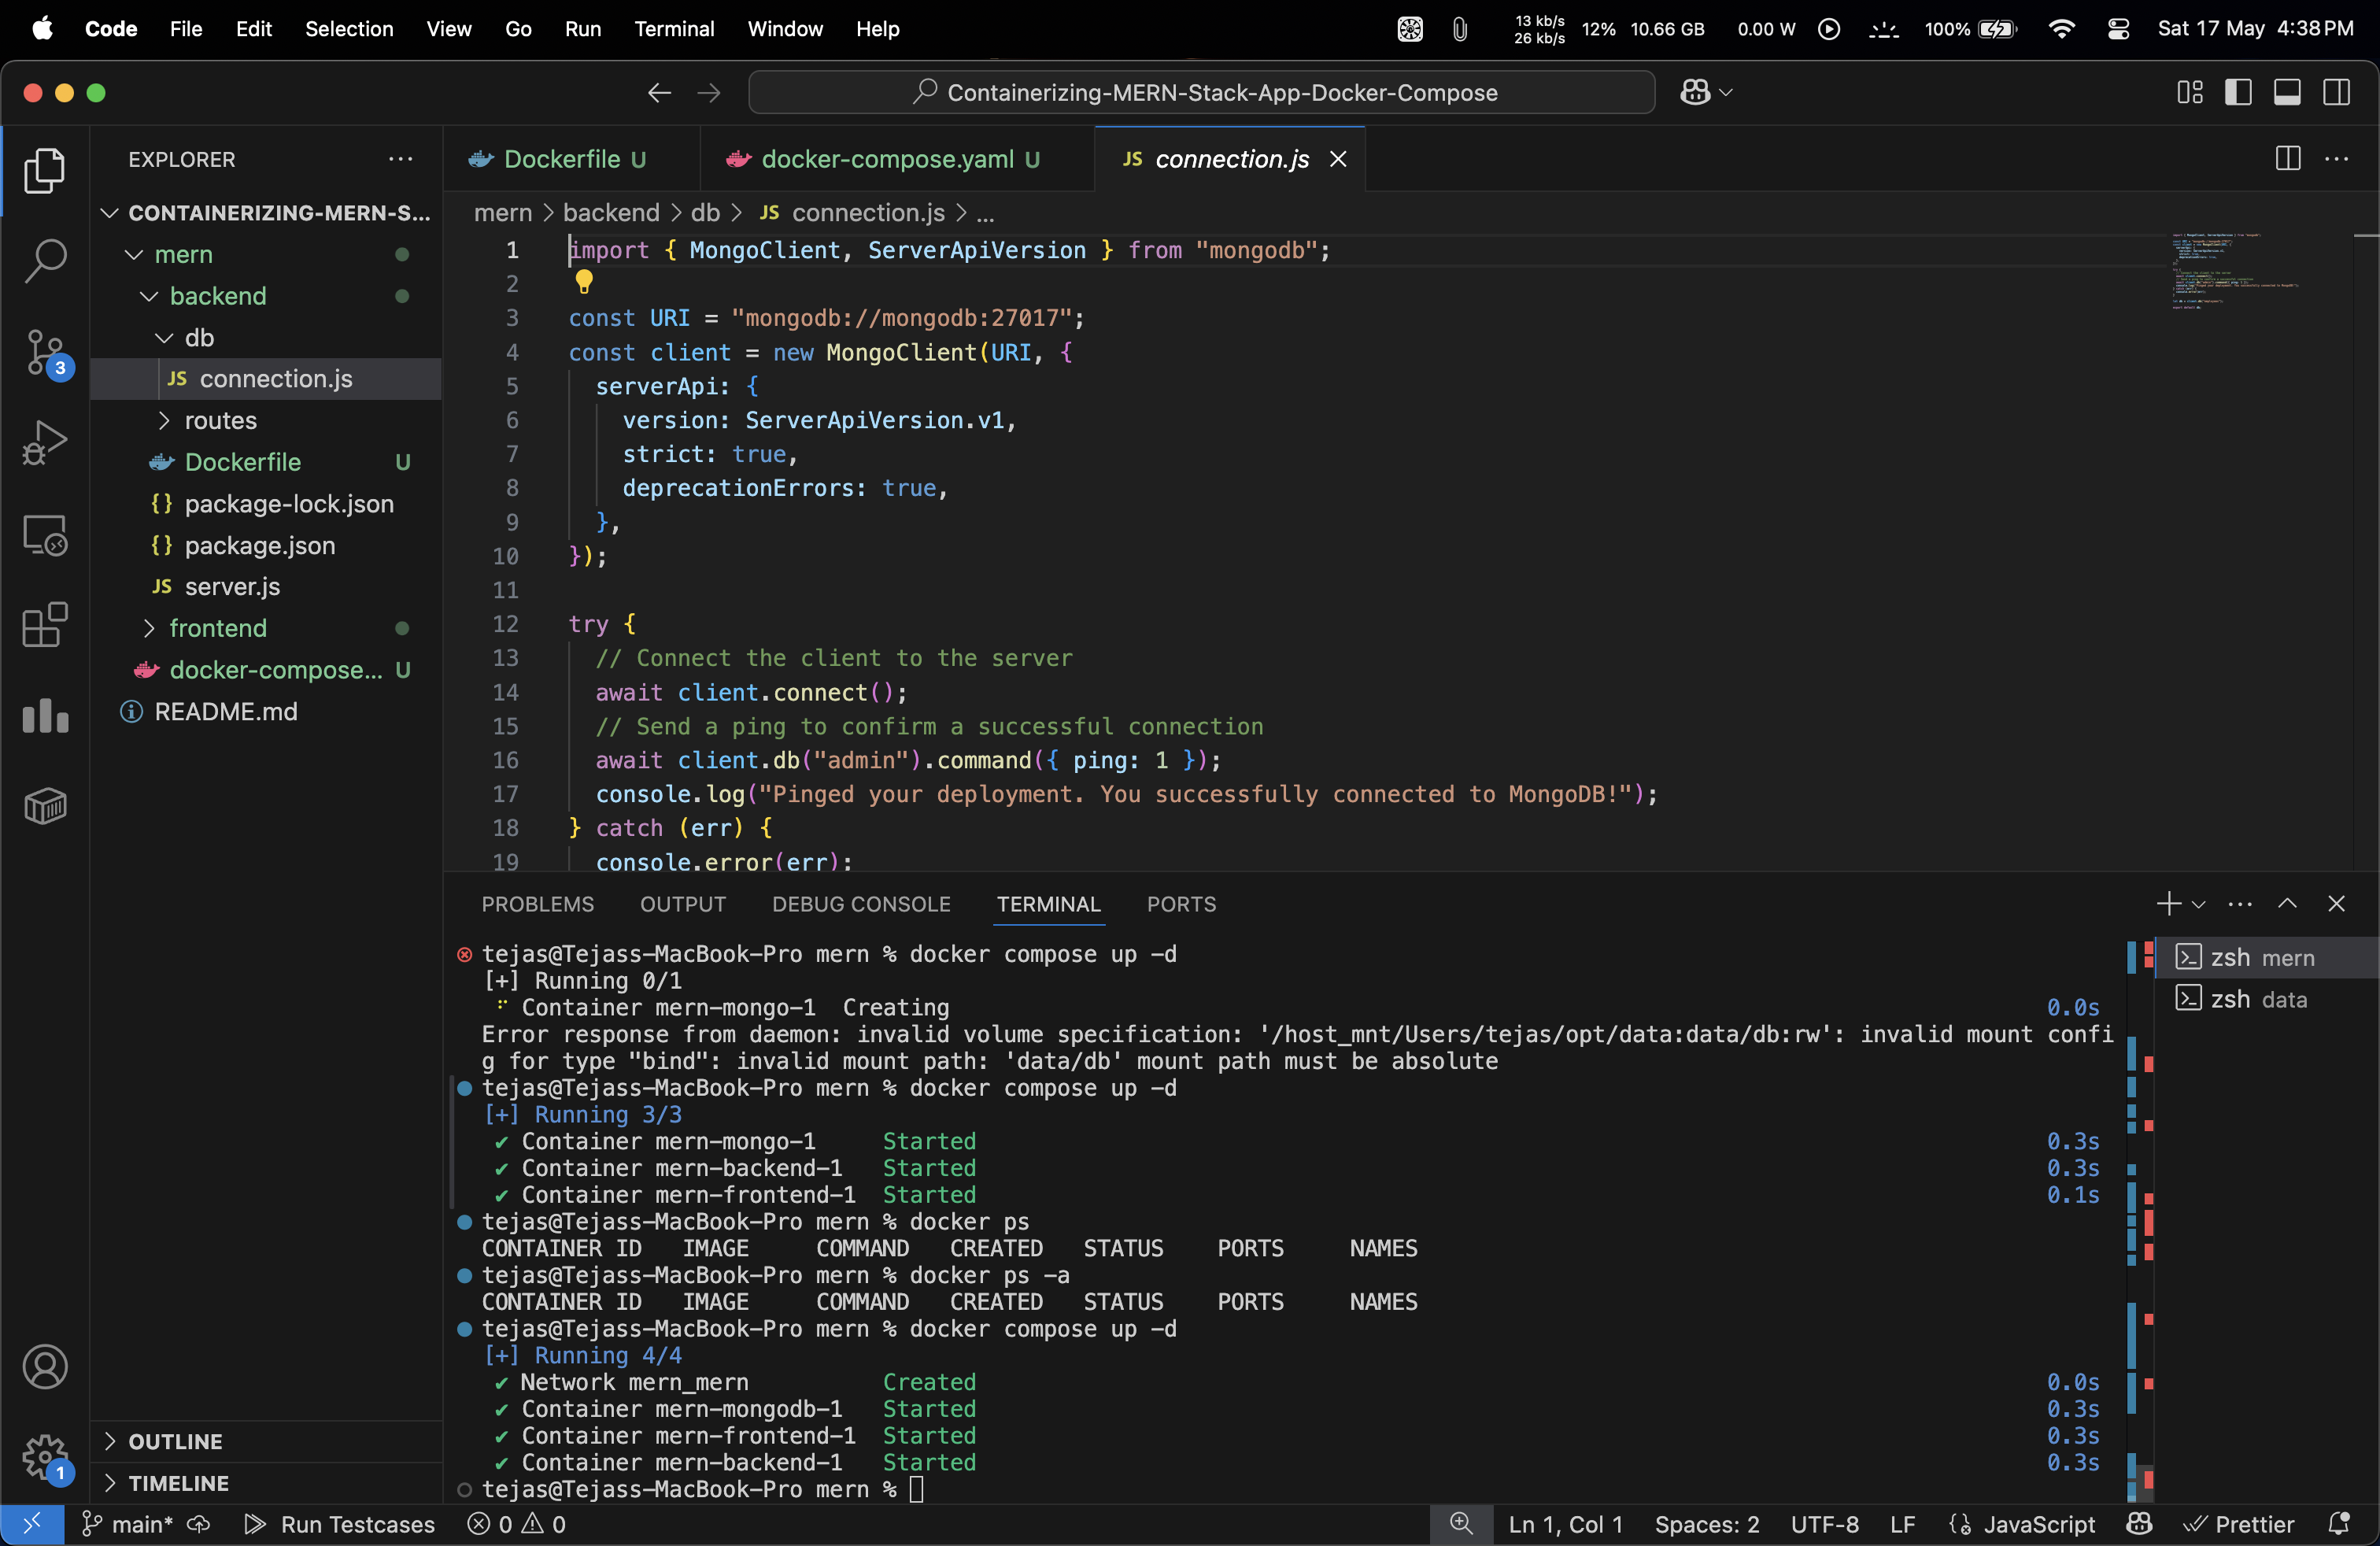 Code File Edit Selection View Go Run Terminal Window Help 13 kb/s 26 kb/s 12% 10.66 GB 0.00 W 100% Sat 17 May 4:38 PM
Containerizing-MERN-Stack-App-Docker-Compose
EXPLORER
CONTAINERIZING-MERN-S...
mern
backend
db
JS connection.js
routes
Dockerfile U
{} package-lock.json
{} package.json
JS server.js
frontend
docker-compose... U
README.md
OUTLINE
TIMELINE
3
1
Dockerfile U docker-compose.yaml U JS connection.js
mern > backend > db > JS connection.js > ...
1 import { MongoClient, ServerApiVersion } from "mongodb";
2
3 const URI = "mongodb://mongodb:27017";
4 const client = new MongoClient(URI, {
5 serverApi: {
6 version: ServerApiVersion.v1,
7 strict: true,
8 deprecationErrors: true,
9 },
10 });
11
12 try {
13 // Connect the client to the server
14 await client.connect();
15 // Send a ping to confirm a successful connection
16 await client.db("admin").command({ ping: 1 });
17 console.log("Pinged your deployment. You successfully connected to MongoDB!");
18 } catch (err) {
19 console.error(err);
PROBLEMS OUTPUT DEBUG CONSOLE TERMINAL PORTS
tejas@Tejass-MacBook-Pro mern % docker compose up -d
[+] Running 0/1
Container mern-mongo-1 Creating 0.0s
Error response from daemon: invalid volume specification: '/host_mnt/Users/tejas/opt/data:data/db:rw': invalid mount confi
g for type "bind": invalid mount path: 'data/db' mount path must be absolute
tejas@Tejass-MacBook-Pro mern % docker compose up -d
[+] Running 3/3
✔ Container mern-mongo-1 Started 0.3s
✔ Container mern-backend-1 Started 0.3s
✔ Container mern-frontend-1 Started 0.1s
tejas@Tejass-MacBook-Pro mern % docker ps
CONTAINER ID IMAGE COMMAND CREATED STATUS PORTS NAMES
tejas@Tejass-MacBook-Pro mern % docker ps -a
CONTAINER ID IMAGE COMMAND CREATED STATUS PORTS NAMES
tejas@Tejass-MacBook-Pro mern % docker compose up -d
[+] Running 4/4
✔ Network mern_mern Created 0.0s
✔ Container mern-mongodb-1 Started 0.3s
✔ Container mern-frontend-1 Started 0.3s
✔ Container mern-backend-1 Started 0.3s
tejas@Tejass-MacBook-Pro mern %
zsh mern
zsh data
main* Run Testcases 0 0 Ln 1, Col 1 Spaces: 2 UTF-8 LF JavaScript Prettier